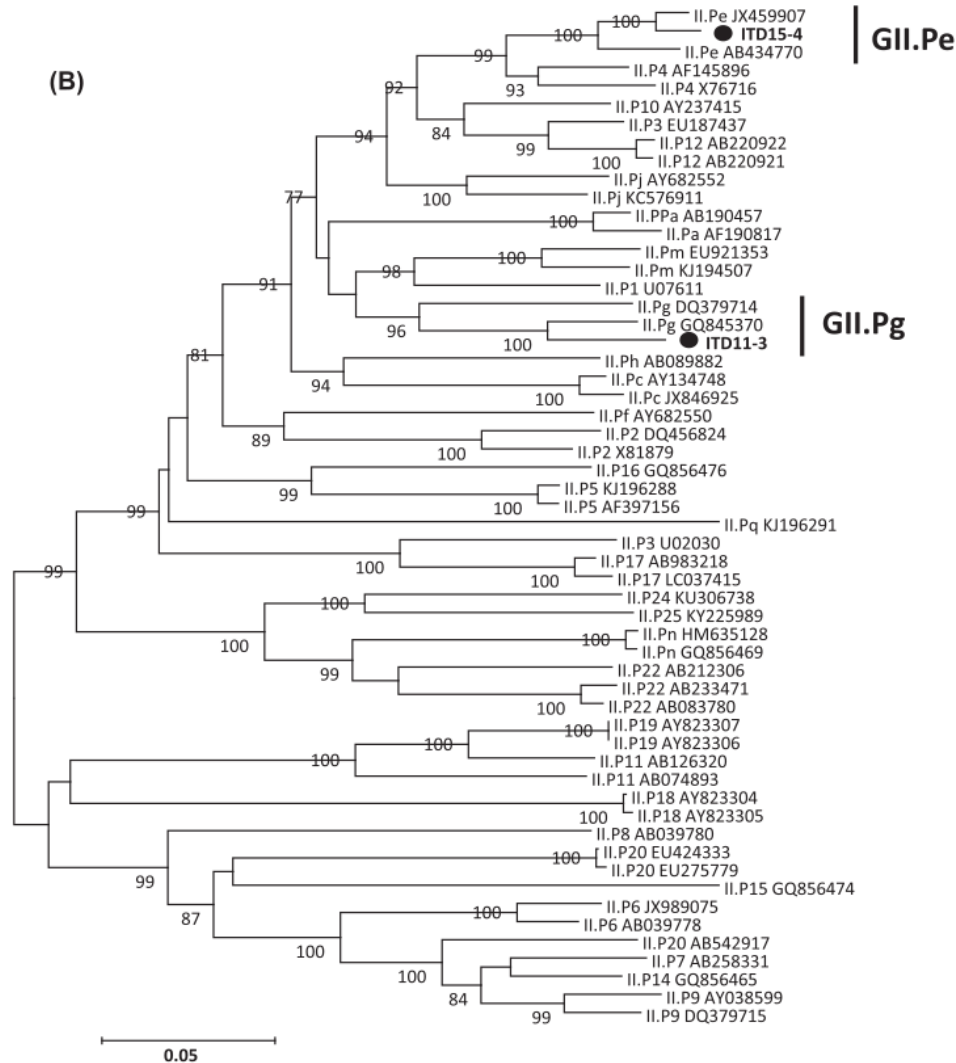 100
II.Pe JX459907
ITD15-4
GII.Pe
100
99
II.Pe AB434770
(B)
II.P4 AF145896
92
93
II.P4 X76716
II.P10 AY237415
84
II.P3 EU187437
94
99
II.P12 AB220922
100
II.P12 AB220921
II.Pj AY682552
77
100
II.Pj KC576911
100
II.PPa AB190457
II.Pa AF190817
100
II.Pm EU921353
98
II.Pm KJ194507
91
II.P1 U07611
II.Pg DQ379714
96
II.Pg GQ845370
GII.Pg
100
ITD11-3
81
II.Ph AB089882
94
II.Pc AY134748
100
II.Pc JX846925
II.Pf AY682550
89
II.P2 DQ456824
100
II.P2 X81879
II.P16 GQ856476
99
II.P5 KJ196288
100
II.P5 AF397156
99
II.Pq KJ196291
II.P3 U02030
100
II.P17 AB983218
99
100
II.P17 LC037415
100
II.P24 KU306738
II.P25 KY225989
100
100
II.Pn HM635128
II.Pn GQ856469
99
II.P22 AB212306
II.P22 AB233471
100
II.P22 AB083780
100
II.P19 AY823307
100
II.P19 AY823306
100
II.P11 AB126320
II.P11 AB074893
II.P18 AY823304
100
II.P18 AY823305
II.P8 AB039780
100
II.P20 EU424333
99
II.P20 EU275779
II.P15 GQ856474
87
100
II.P6 JX989075
II.P6 AB039778
100
II.P20 AB542917
100
II.P7 AB258331
II.P14 GQ856465
84
II.P9 AY038599
99
II.P9 DQ379715
0.05